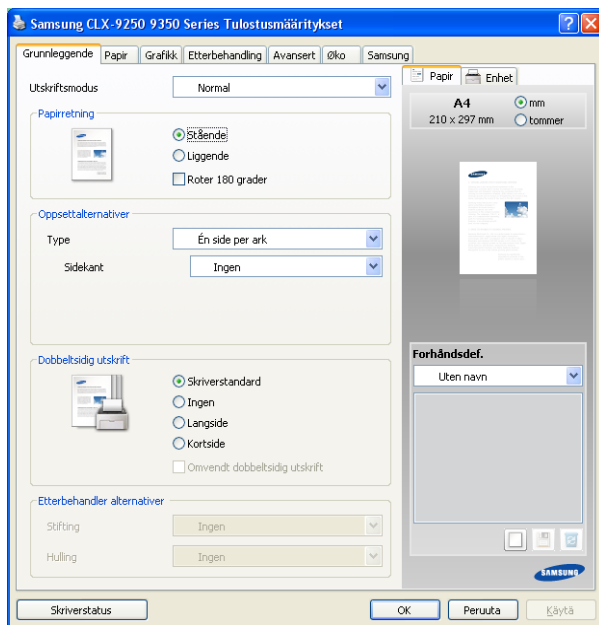 Samsung CLX-9250 9350 Series Tulostusmääritykset
Grunnleggende Papir Grafikk Etterbehandling Avansert Øko Samsung
Utskriftsmodus Normal
Papirretning
Stående
Liggende
Roter 180 grader
Oppsettalternativer
Type Én side per ark
Sidekant Ingen
Dobbeltsidig utskrift
Skriverstandard
Ingen
Langside
Kortside
Omvendt dobbeltsidig utskrift
Etterbehandler alternativer
Stifting Ingen
Hulling Ingen
Papir Enhet
A4 mm
210 x 297 mm tommer
Forhåndsdef.
Uten navn
SAMSUNG
Skriverstatus OK Peruuta Käytä